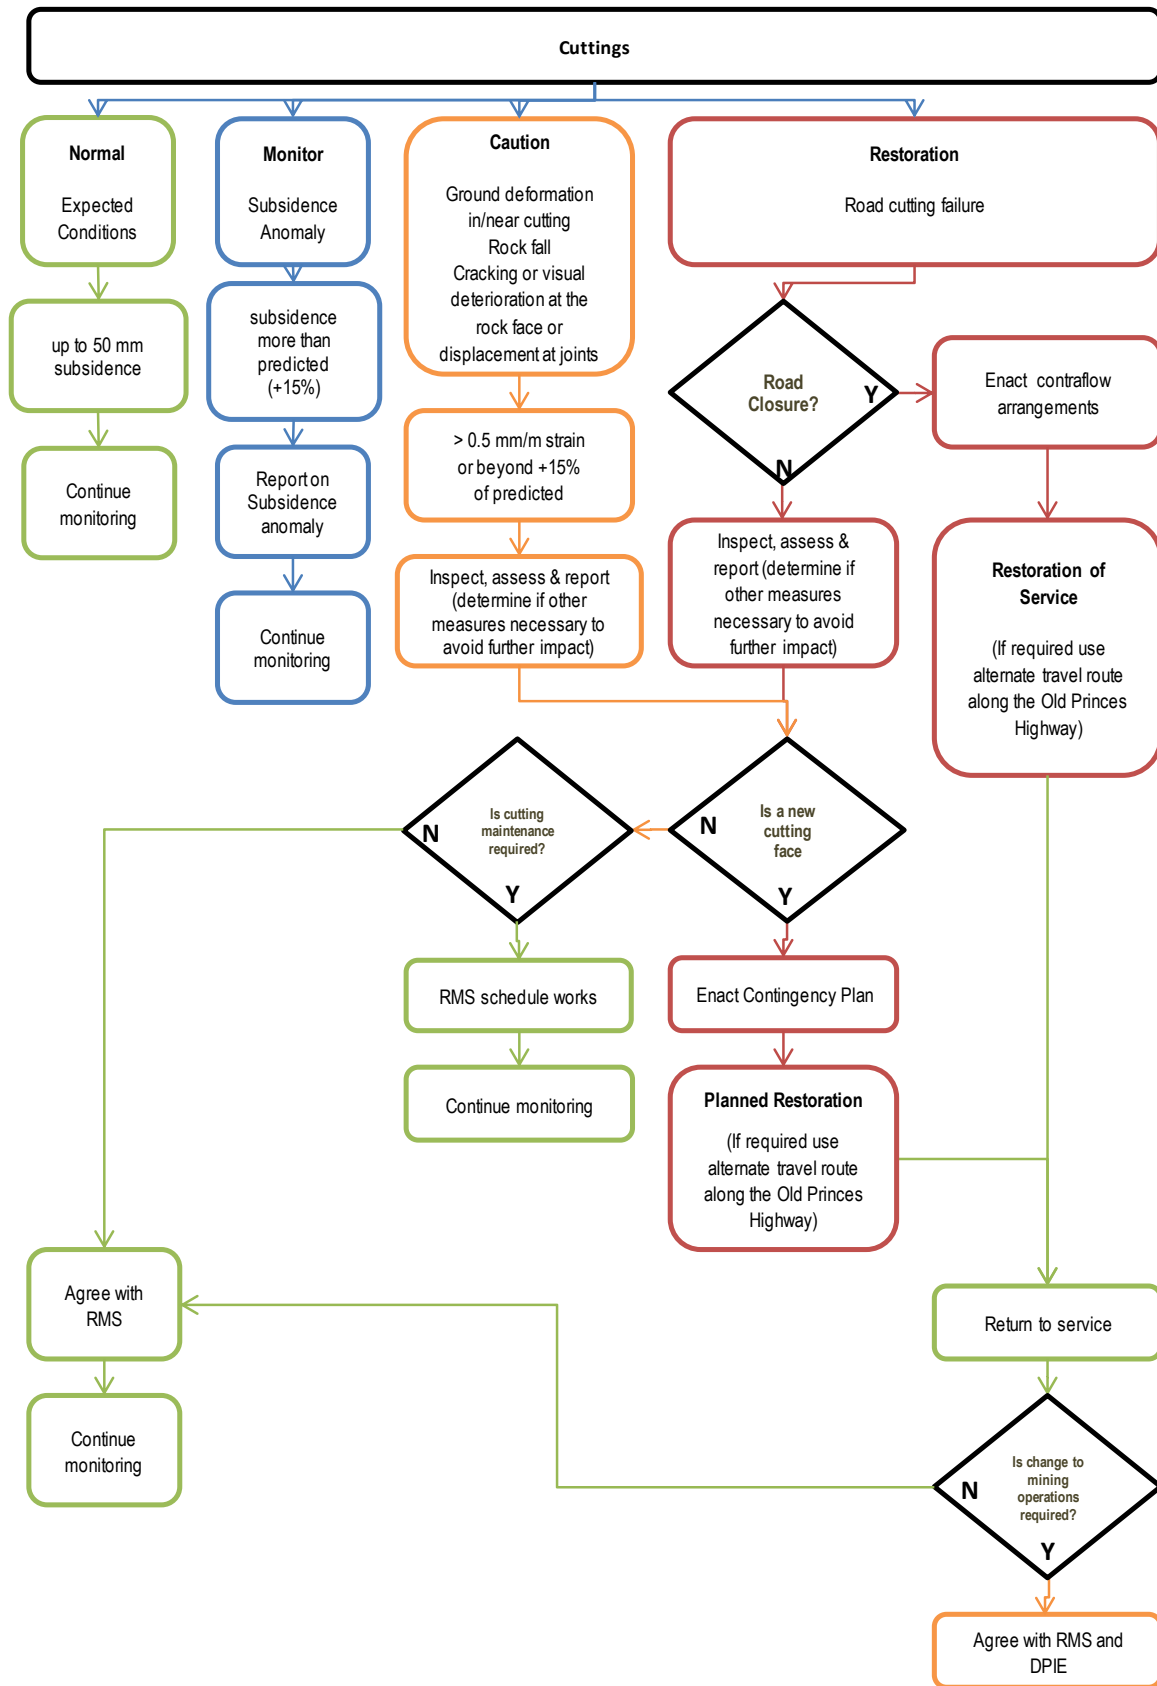 Cuttings
Normal
Expected
Conditions
up to 50 mm
subsidence
Continue
monitoring
Monitor
Subsidence
Anomaly
subsidence
more than
predicted
(+15%)
Report on
Subsidence
anomaly
Continue
monitoring
Caution
Ground deformation
in/near cutting
Rock fall
Cracking or visual
deterioration at the
rock face or
displacement at joints
> 0.5 mm/m strain
or beyond +15%
of predicted
Inspect, assess & report
(determine if other
measures necessary to
avoid further impact)
Restoration
Road cutting failure
Road
Closure?
Y
N
Enact contraflow
arrangements
Inspect, assess &
report (determine if
other measures
necessary to avoid
further impact)
Restoration of
Service
(If required use
alternate travel route
along the Old Princes
Highway)
Is cutting
maintenance
required?
N
Y
Is a new
cutting
face
N
Y
RMS schedule works
Continue monitoring
Enact Contingency Plan
Planned Restoration
(If required use
alternate travel route
along the Old Princes
Highway)
Agree with
RMS
Continue
monitoring
Return to service
Is change to
mining
operations
required?
N
Y
Agree with RMS and
DPIE